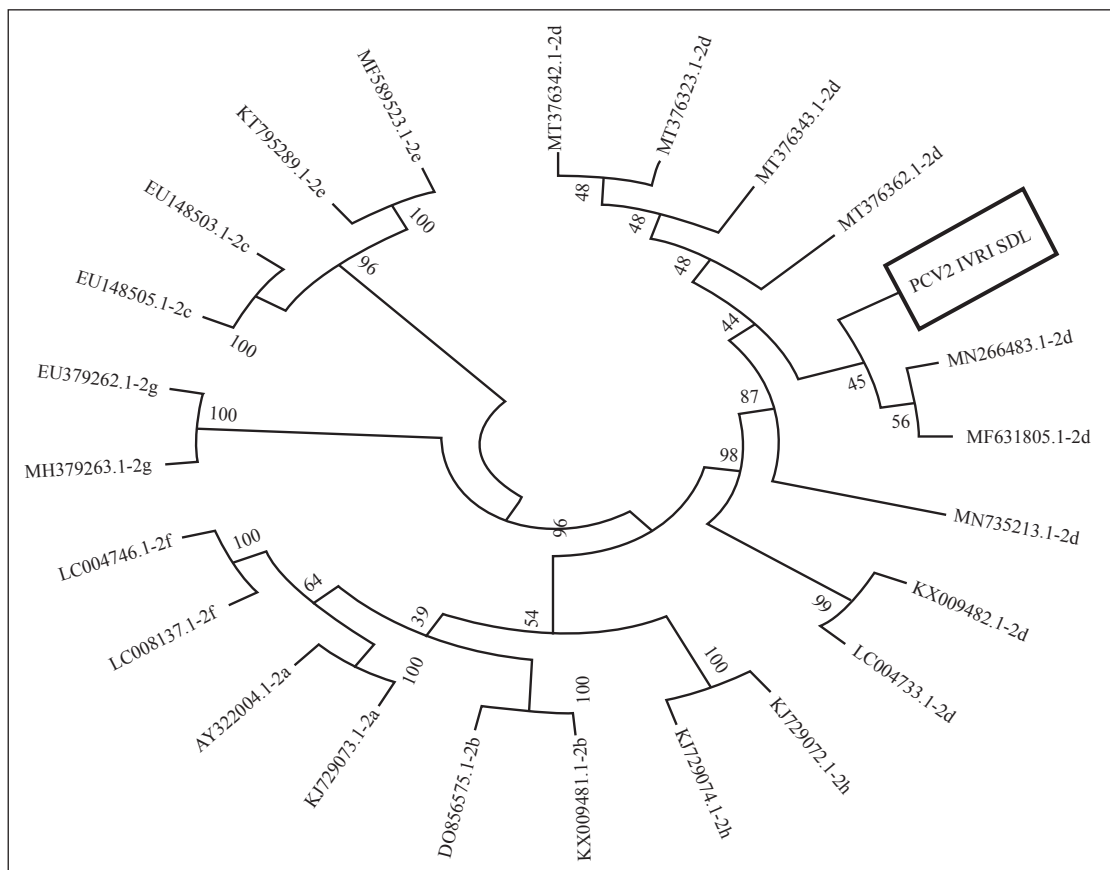 MF589523.1-2e
KT795289.1-2e
EU148503.1-2c
EU148505.1-2c
EU379262.1-2g
MH379263.1-2g
LC004746.1-2f
LC008137.1-2f
AY322004.1-2a
KJ729073.1-2a
DO856575.1-2b
KX009481.1-2b
KJ729074.1-2h
KJ729072.1-2h
LC004733.1-2d
KX009482.1-2d
MN735213.1-2d
MF631805.1-2d
MN266483.1-2d
PCV2 IVRI SDL
MT376362.1-2d
MT376343.1-2d
MT376323.1-2d
MT376342.1-2d
100
96
100
100
96
100
64
100
39
100
54
100
99
98
87
44
45
56
48
48
48